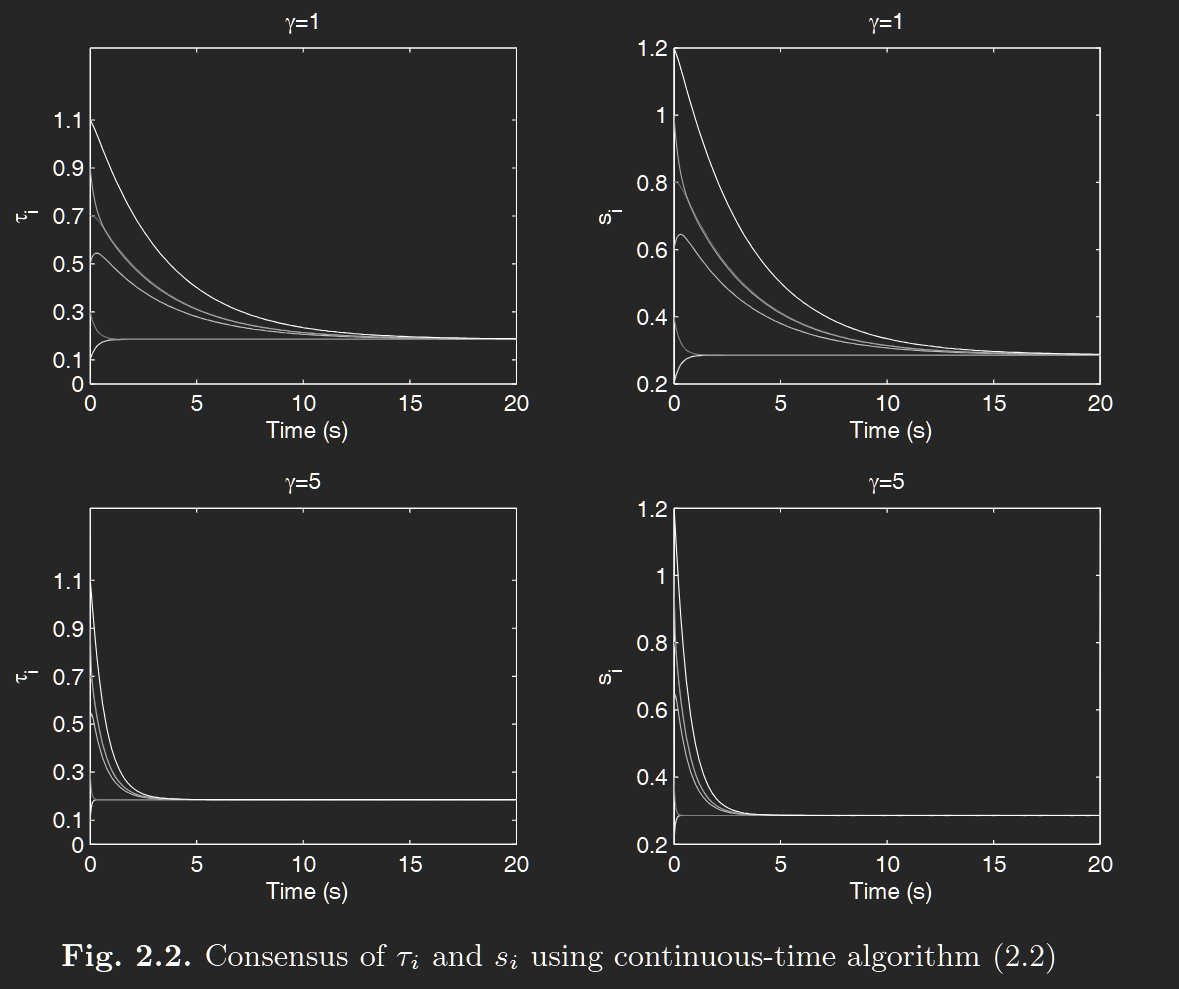 γ=1
1.1
0.9
0.7
0.5
0.3
0.1
0
τi
0 5 10 15 20
Time (s)
γ=1
1.2
1
0.8
0.6
0.4
0.2
si
0 5 10 15 20
Time (s)
γ=5
1.1
0.9
0.7
0.5
0.3
0.1
0
τi
0 5 10 15 20
Time (s)
γ=5
1.2
1
0.8
0.6
0.4
0.2
si
0 5 10 15 20
Time (s)
Fig. 2.2. Consensus of τi and si using continuous-time algorithm (2.2)